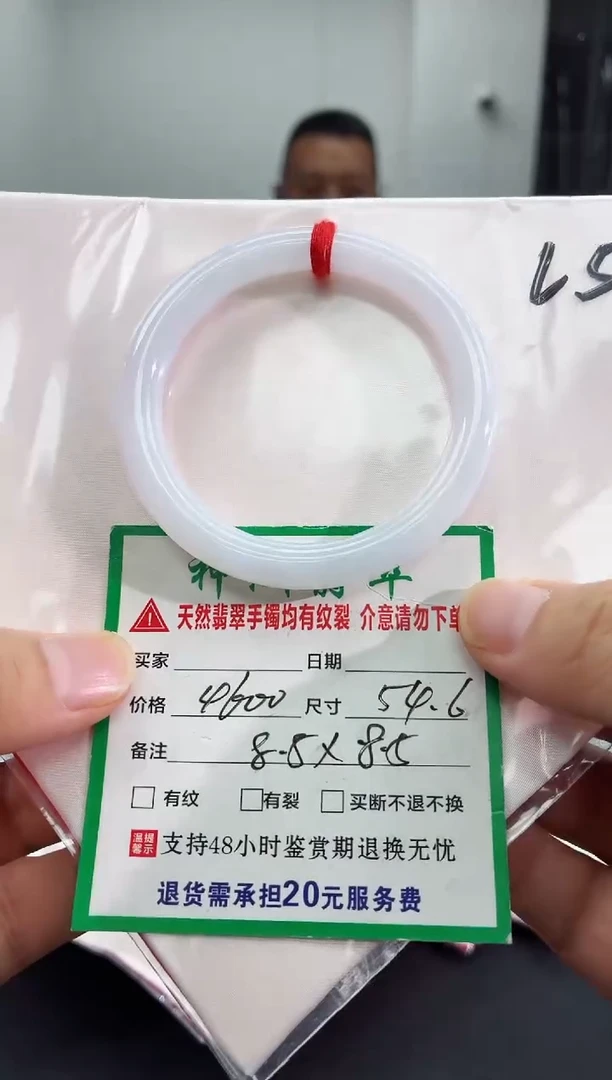 天然翡翠手镯均有纹裂 介意请勿下单
买家 日期
价格 4600 尺寸 54.6
备注 8.5×8.5
有纹 有裂 买断不退不换
温馨提示 支持48小时鉴赏期退换无忧
退货需承担20元服务费